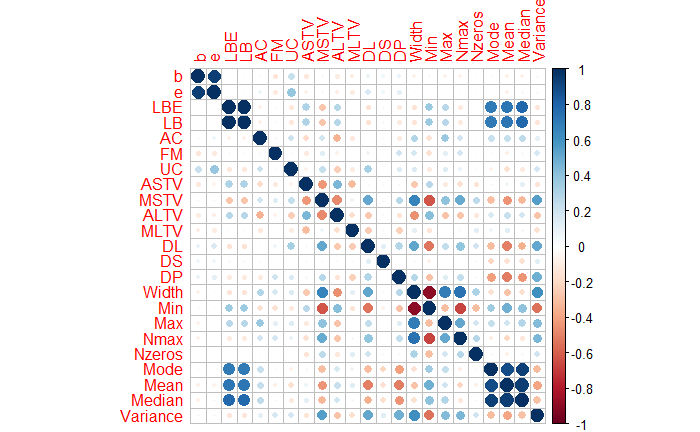 b e LBE LB AC FM UC ASTV MSTV ALTV MLTV DL DS DP Width Min Max Nmax Nzeros Mode Mean Median Variance
b
e
LBE
LB
AC
FM
UC
ASTV
MSTV
ALTV
MLTV
DL
DS
DP
Width
Min
Max
Nmax
Nzeros
Mode
Mean
Median
Variance
1
0.8
0.6
0.4
0.2
0
-0.2
-0.4
-0.6
-0.8
-1